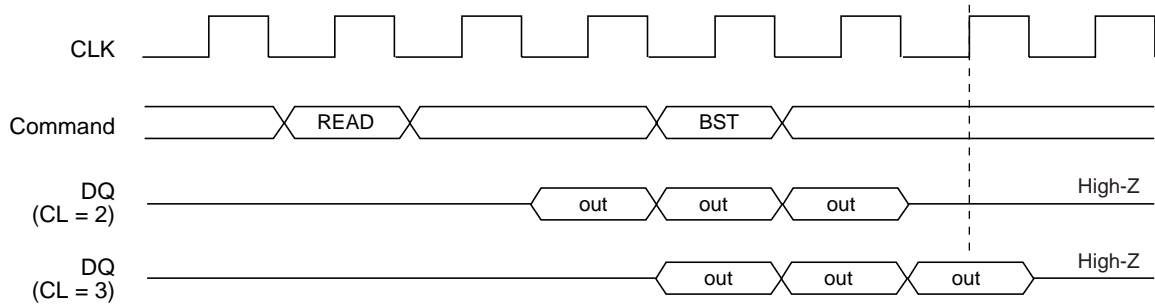 CLK
Command
READ
BST
DQ
(CL = 2)
out
out
out
High-Z
DQ
(CL = 3)
out
out
out
High-Z